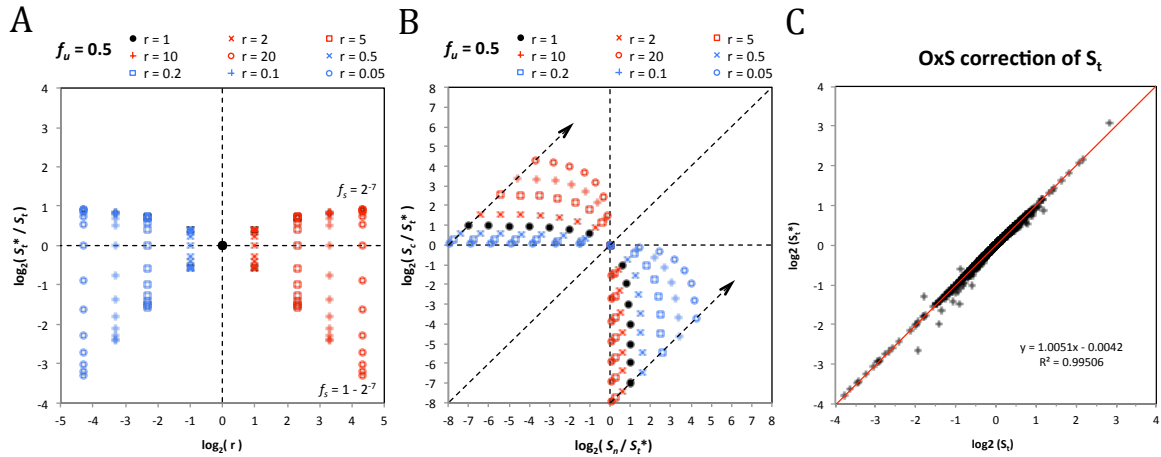 A
f_u = 0.5
r = 1 r = 2 r = 5
r = 10 r = 20 r = 0.5
r = 0.2 r = 0.1 r = 0.05
4
3
2
1
0
-1
-2
-3
-4
-5 -4 -3 -2 -1 0 1 2 3 4 5
log₂( S_t* / S_t )
log₂( r )
f_s = 2⁻⁷
f_s = 1 - 2⁻⁷
B
f_u = 0.5
r = 1 r = 2 r = 5
r = 10 r = 20 r = 0.5
r = 0.2 r = 0.1 r = 0.05
8
7
6
5
4
3
2
1
0
-1
-2
-3
-4
-5
-6
-7
-8
-8 -7 -6 -5 -4 -3 -2 -1 0 1 2 3 4 5 6 7 8
log₂( S_c / S_t* )
log₂( S_n / S_t* )
C
OxS correction of S_t
4
3
2
1
0
-1
-2
-3
-4
-4 -3 -2 -1 0 1 2 3 4
log2 (S_t*)
y = 1.0051x - 0.0042
R² = 0.99506
log2 (S_t)